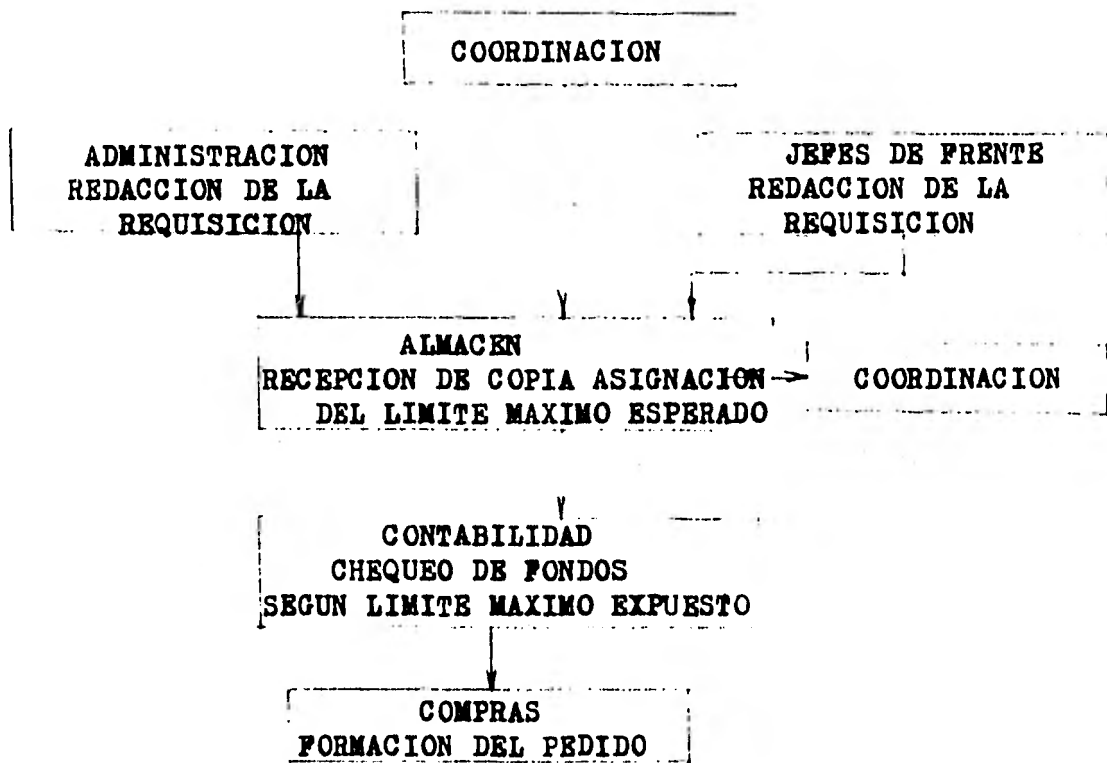 COORDINACION
ADMINISTRACION
REDACCION DE LA
REQUISICION
JEFES DE FRENTE
REDACCION DE LA
REQUISICION
ALMACEN
RECEPCION DE COPIA ASIGNACION
DEL LIMITE MAXIMO ESPERADO
COORDINACION
CONTABILIDAD
CHEQUEO DE FONDOS
SEGUN LIMITE MAXIMO EXPUESTO
COMPRAS
FORMACION DEL PEDIDO